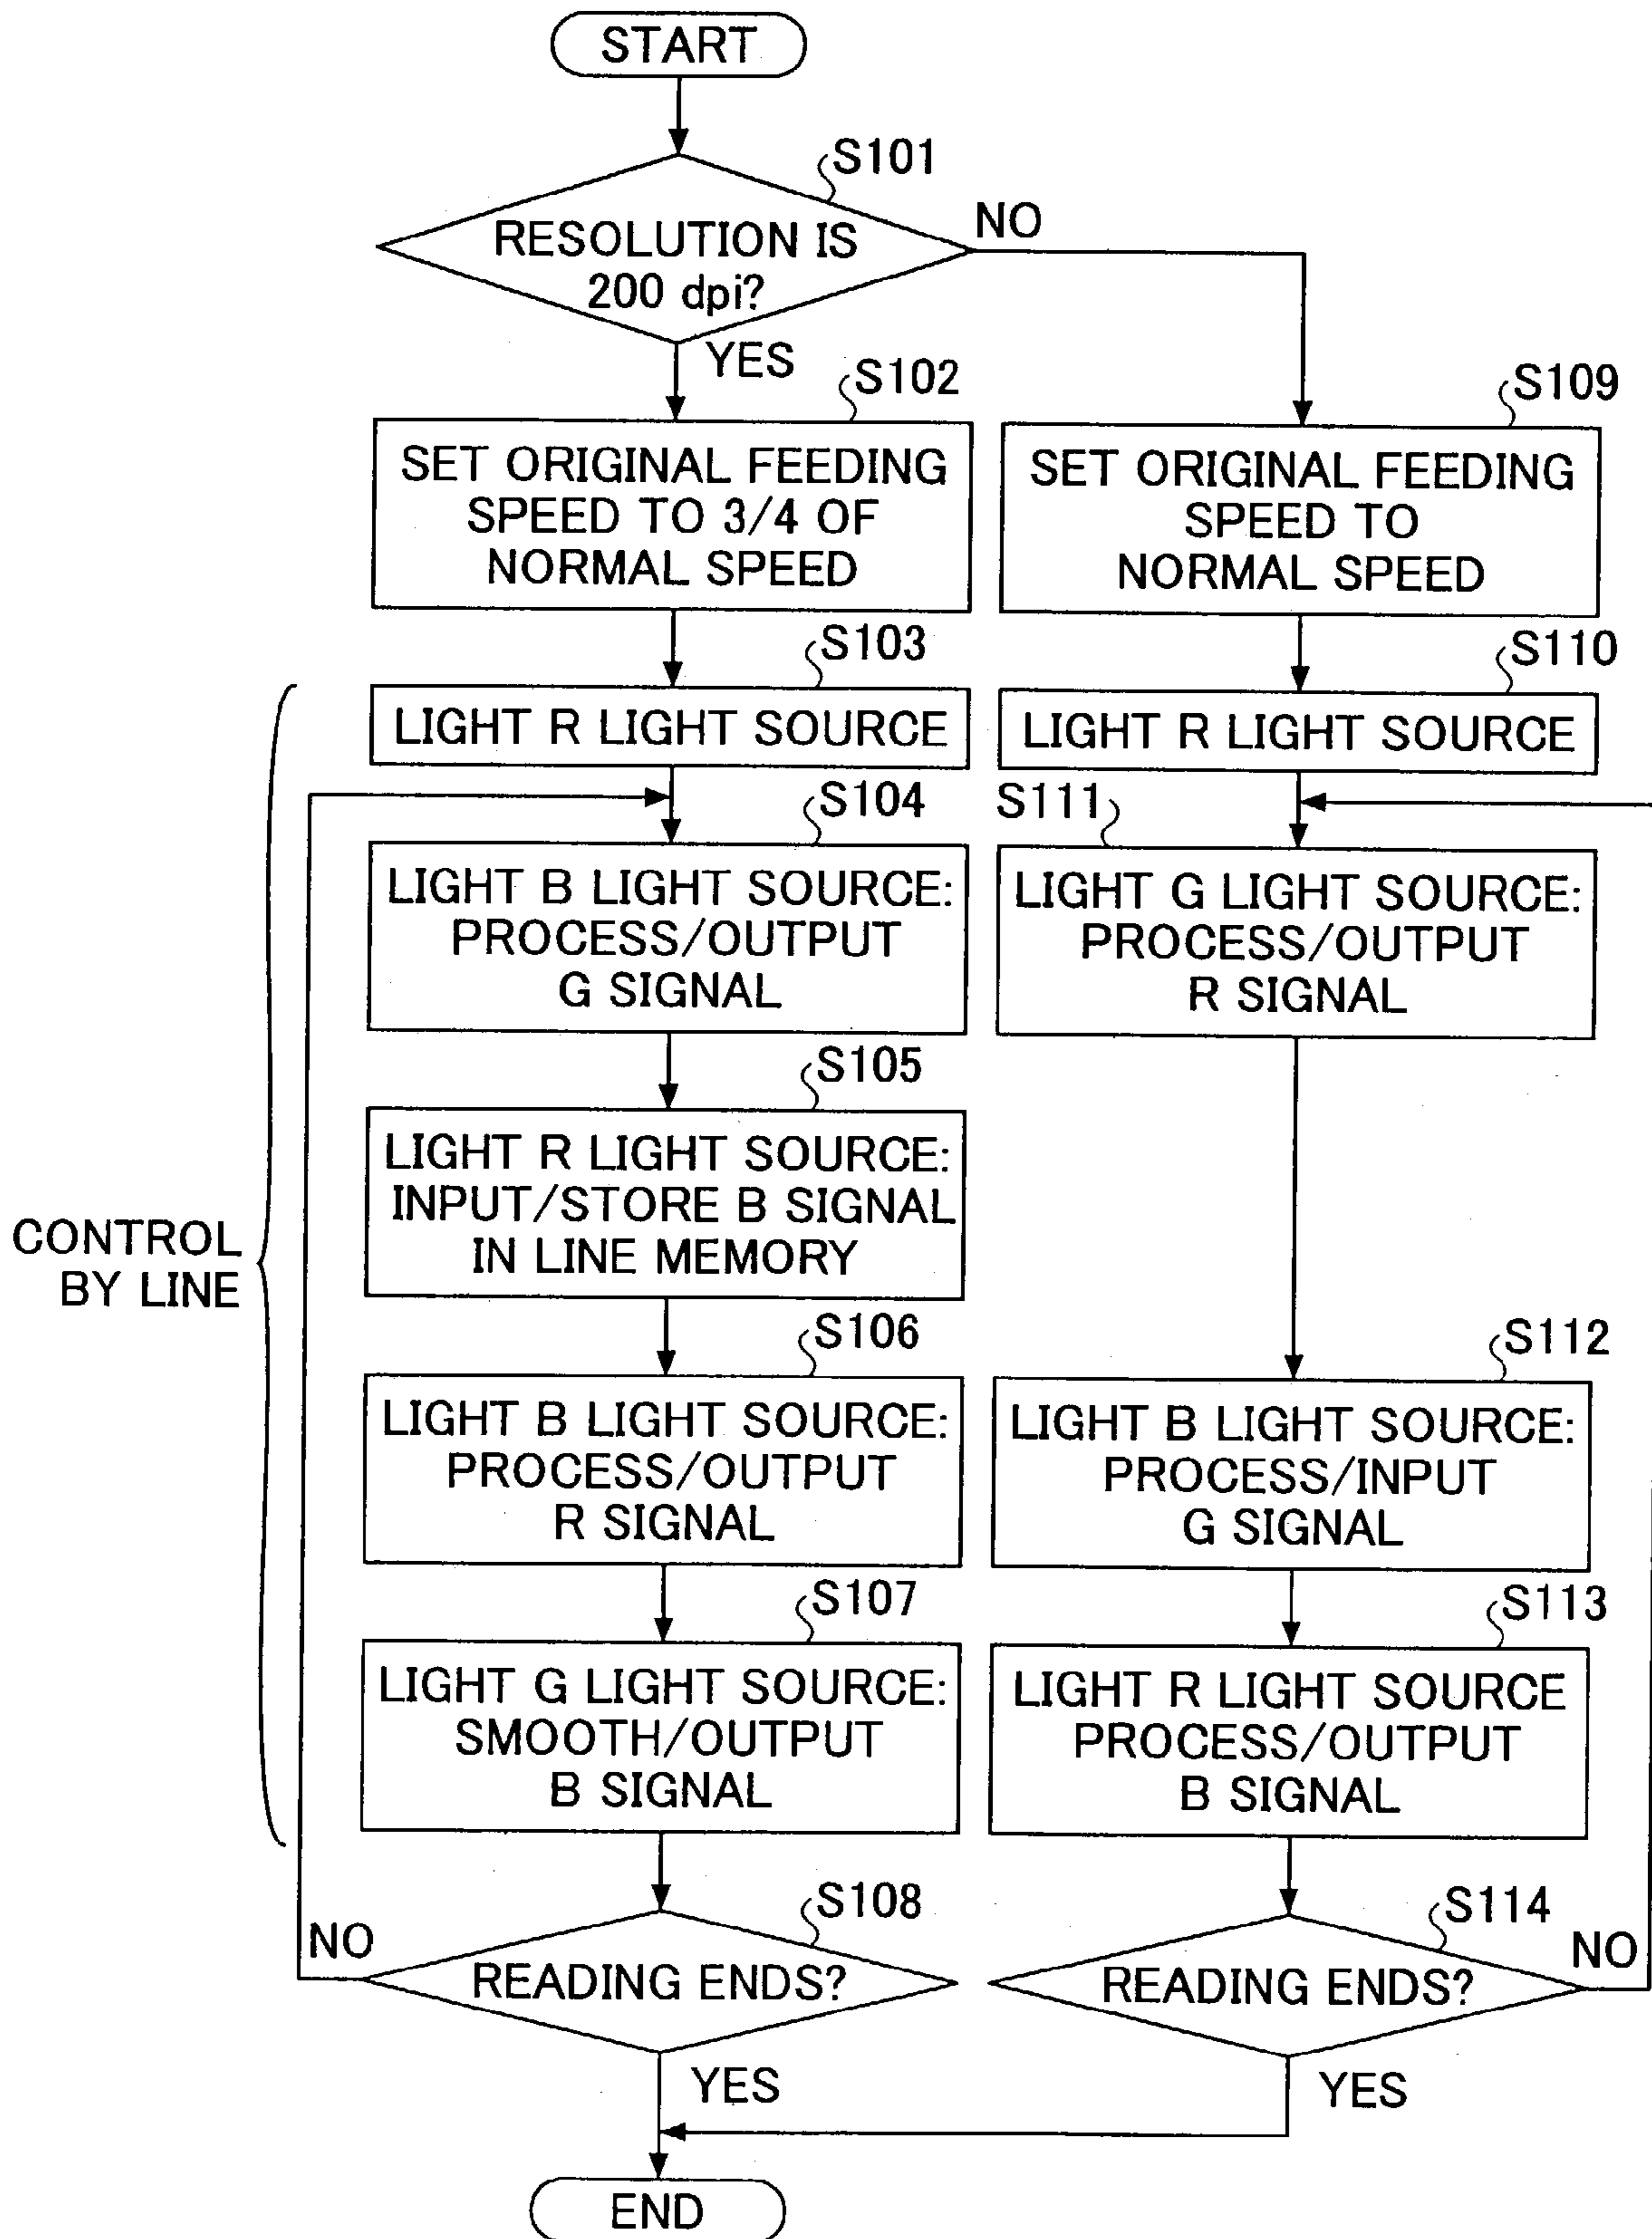 START
S101
RESOLUTION IS
200 dpi?
NO
YES
S102
SET ORIGINAL FEEDING
SPEED TO 3/4 OF
NORMAL SPEED
S103
LIGHT R LIGHT SOURCE
S104
LIGHT B LIGHT SOURCE:
PROCESS/OUTPUT
G SIGNAL
S105
LIGHT R LIGHT SOURCE:
INPUT/STORE B SIGNAL
IN LINE MEMORY
CONTROL
BY LINE
S106
LIGHT B LIGHT SOURCE:
PROCESS/OUTPUT
R SIGNAL
S107
LIGHT G LIGHT SOURCE:
SMOOTH/OUTPUT
B SIGNAL
S108
NO
READING ENDS?
YES
S109
SET ORIGINAL FEEDING
SPEED TO
NORMAL SPEED
S110
LIGHT R LIGHT SOURCE
S111
LIGHT G LIGHT SOURCE:
PROCESS/OUTPUT
R SIGNAL
S112
LIGHT B LIGHT SOURCE:
PROCESS/INPUT
G SIGNAL
S113
LIGHT R LIGHT SOURCE
PROCESS/OUTPUT
B SIGNAL
S114
NO
READING ENDS?
YES
END